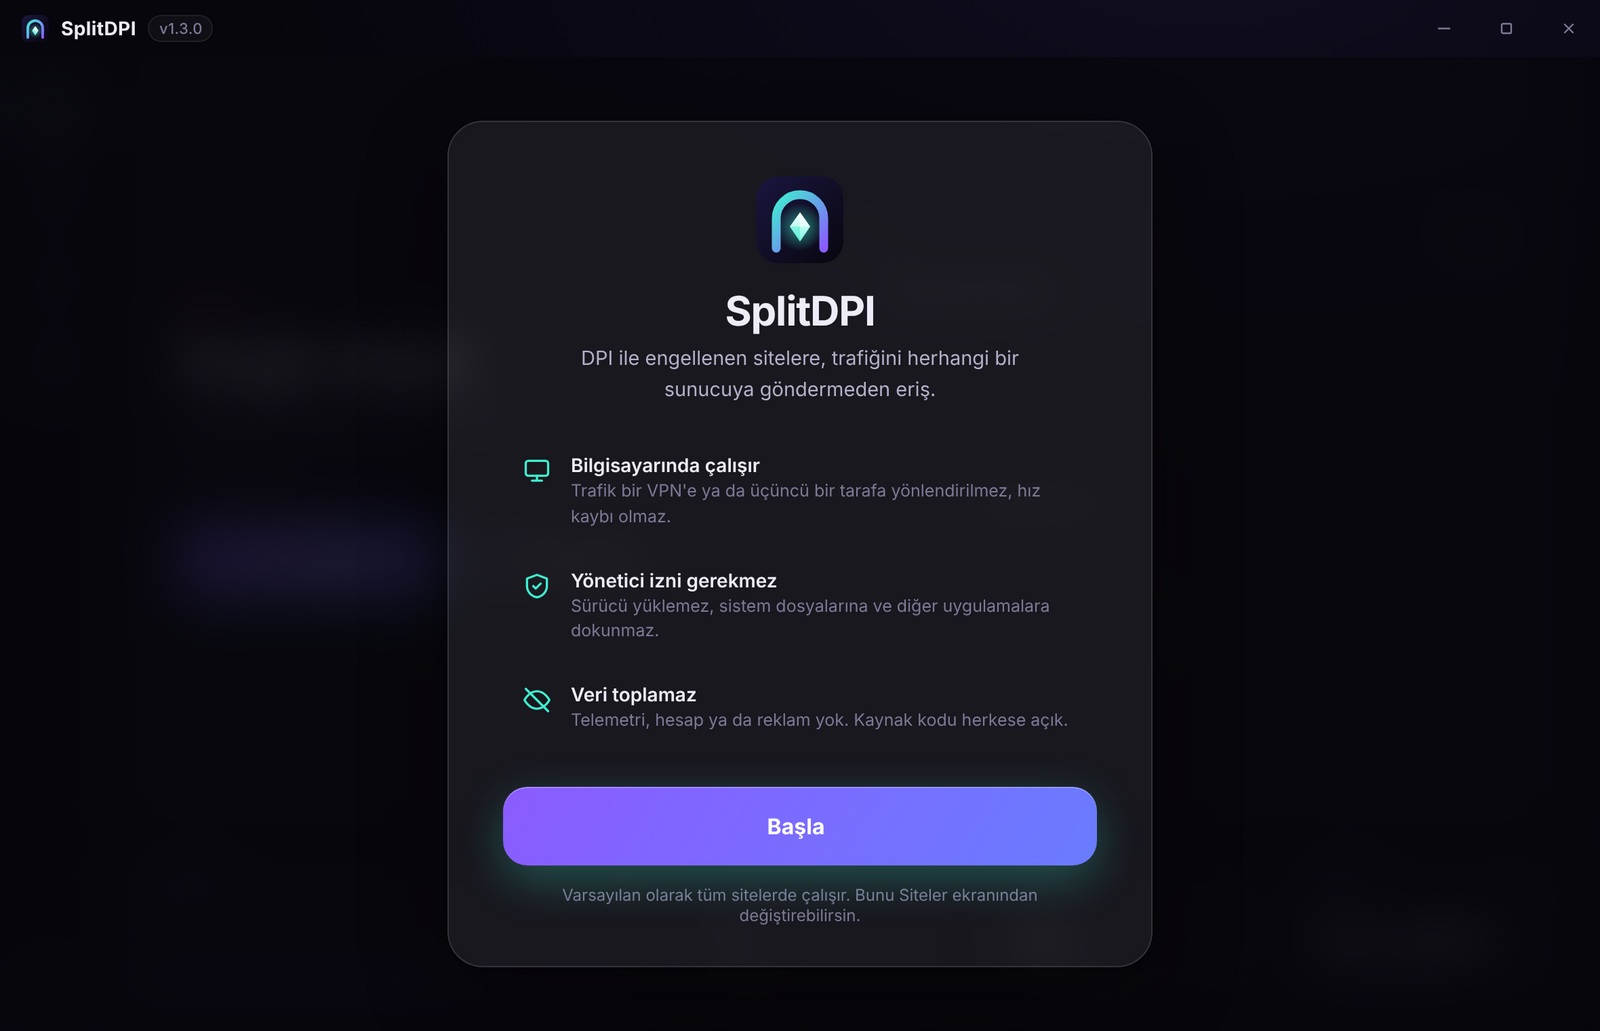 SplitDPI v1.3.0
SplitDPI
DPI ile engellenen sitelere, trafiğini herhangi bir
sunucuya göndermeden eriş.
Bilgisayarında çalışır
Trafik bir VPN'e ya da üçüncü bir tarafa yönlendirilmez, hız
kaybı olmaz.
Yönetici izni gerekmez
Sürücü yüklemez, sistem dosyalarına ve diğer uygulamalara
dokunmaz.
Veri toplamaz
Telemetri, hesap ya da reklam yok. Kaynak kodu herkese açık.
Başla
Varsayılan olarak tüm sitelerde çalışır. Bunu Siteler ekranından
değiştirebilirsin.